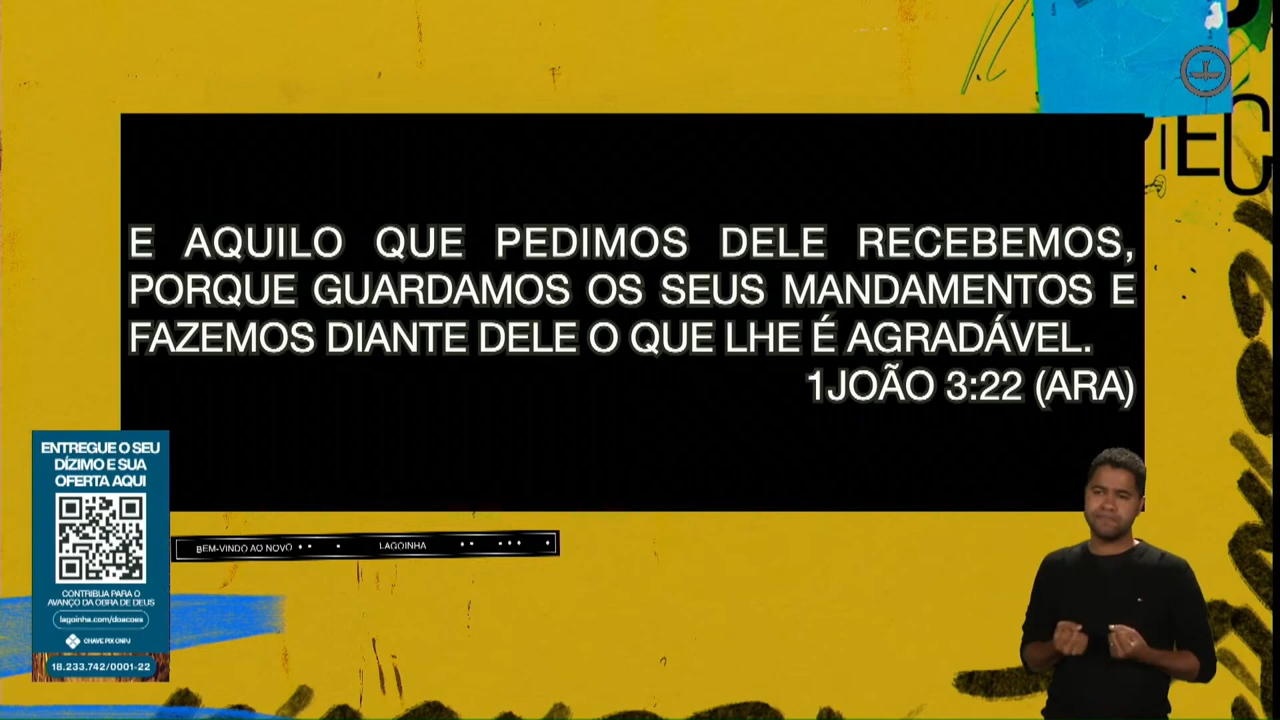 IEC
E AQUILO QUE PEDIMOS DELE RECEBEMOS,
PORQUE GUARDAMOS OS SEUS MANDAMENTOS E
FAZEMOS DIANTE DELE O QUE LHE É AGRADÁVEL.
1JOÃO 3:22 (ARA)
ENTREGUE O SEU
DÍZIMO E SUA
OFERTA AQUI
CONTRIBUA PARA O
AVANÇO DA OBRA DE DEUS
lagoinha.com/doacoes
CHAVE PIX CNPJ
18.233.742/0001-22
BEM-VINDO AO NOVO
LAGOINHA